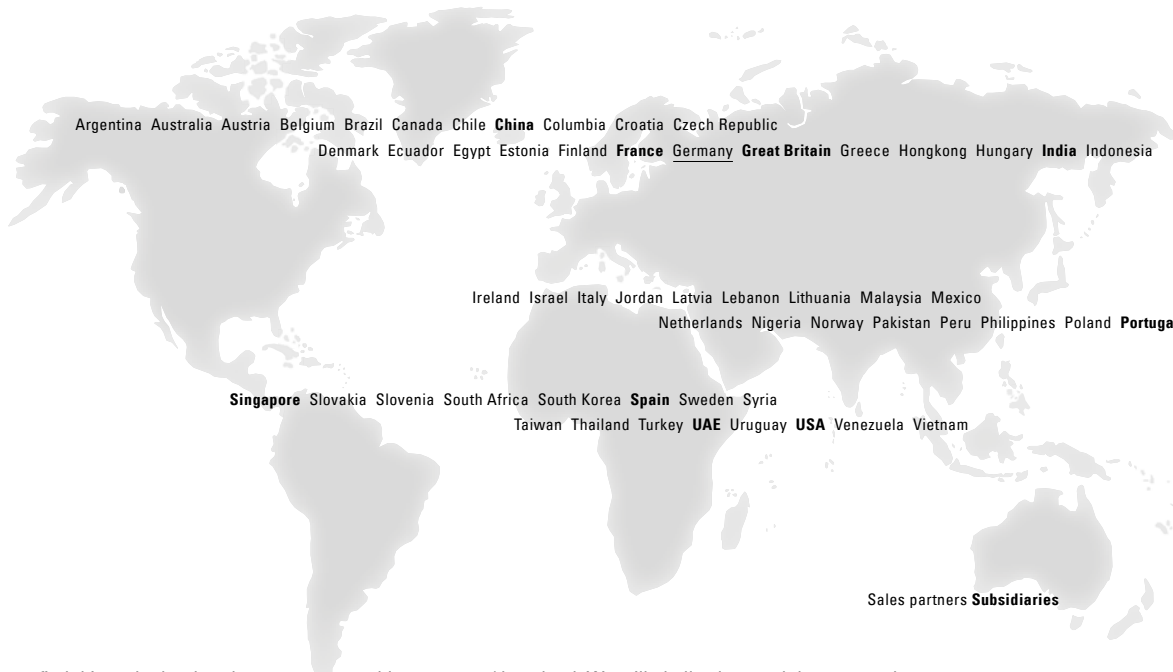 Argentina Australia Austria Belgium Brazil Canada Chile China Columbia Croatia Czech Republic
Denmark Ecuador Egypt Estonia Finland France Germany Great Britain Greece Hongkong Hungary India Indonesia
Ireland Israel Italy Jordan Latvia Lebanon Lithuania Malaysia Mexico
Netherlands Nigeria Norway Pakistan Peru Philippines Poland Portuga
Singapore Slovakia Slovenia South Africa South Korea Spain Sweden Syria
Taiwan Thailand Turkey UAE Uruguay USA Venezuela Vietnam
Sales partners Subsidiaries